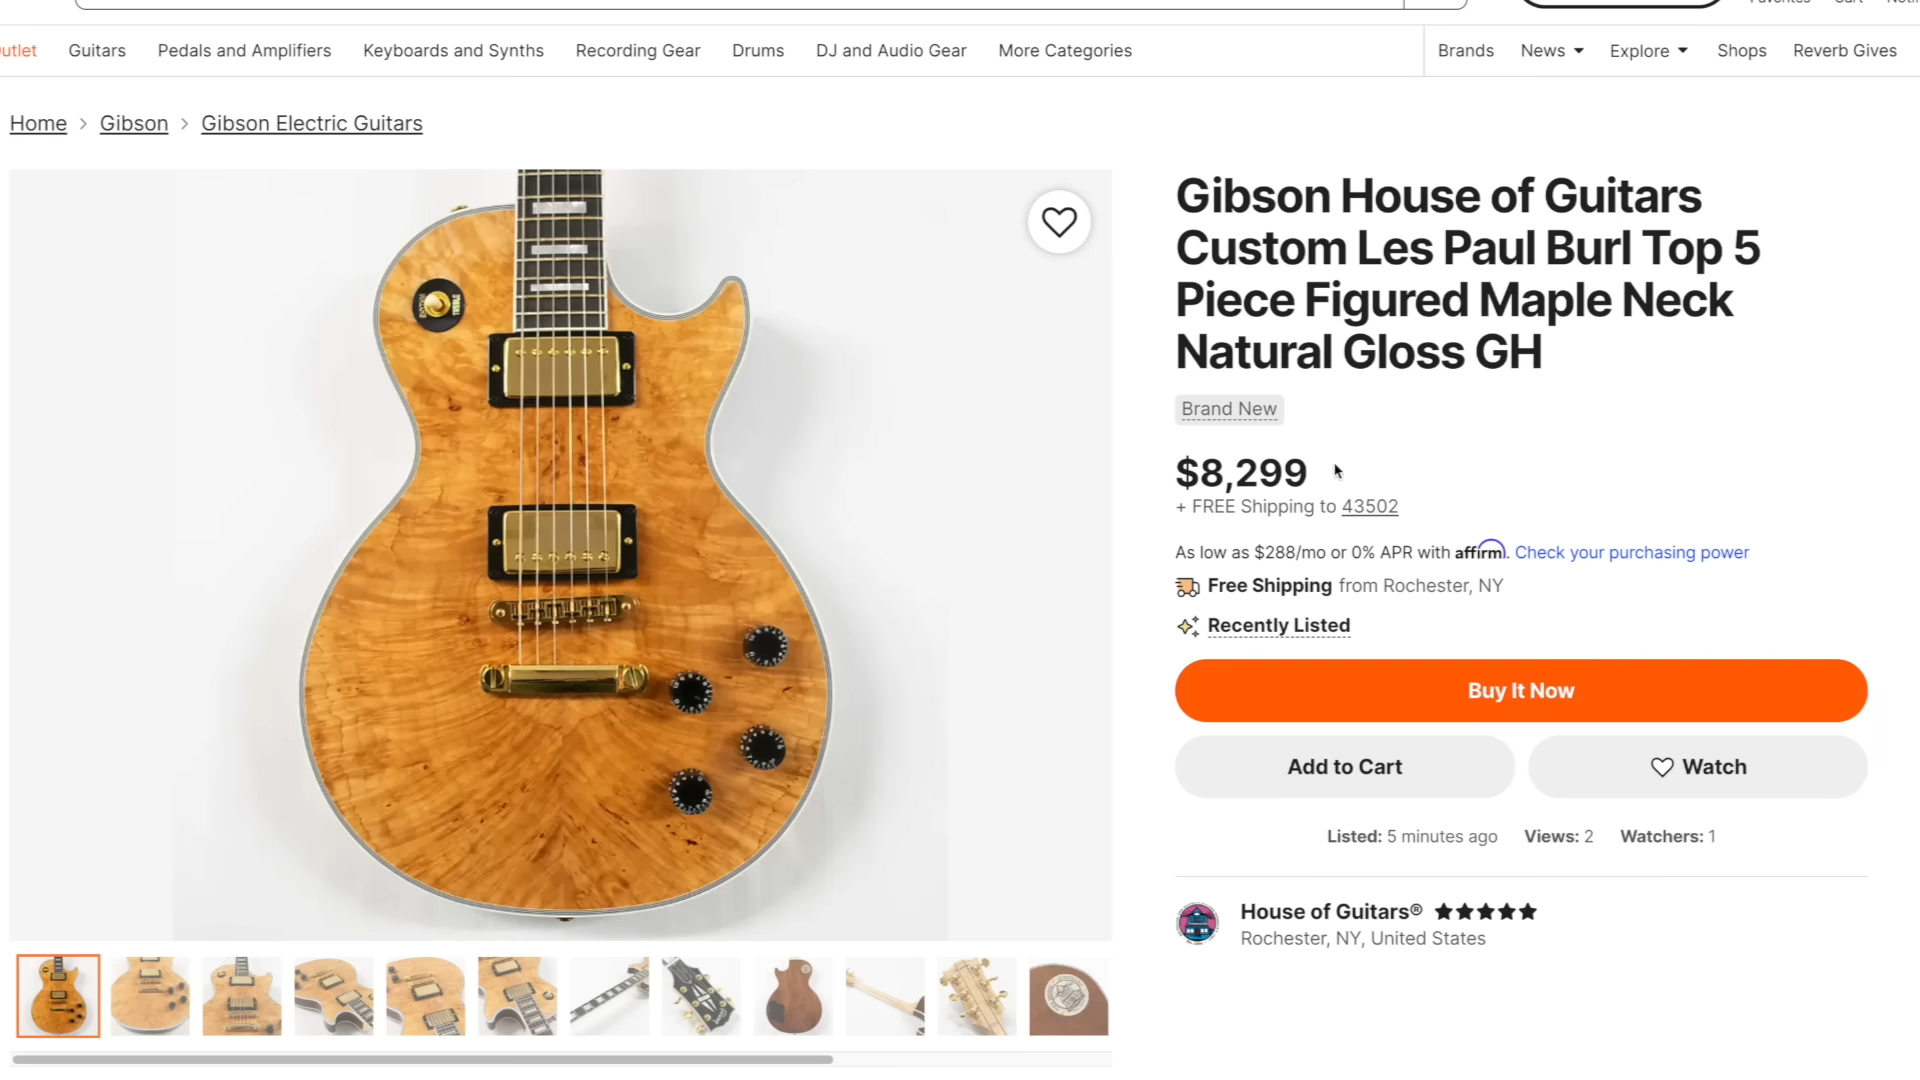 Guitars
Pedals and Amplifiers
Keyboards and Synths
Recording Gear
Drums
DJ and Audio Gear
More Categories
Brands
News
Explore
Shops
Reverb Gives
Home > Gibson > Gibson Electric Guitars
Gibson House of Guitars
Custom Les Paul Burl Top 5
Piece Figured Maple Neck
Natural Gloss GH
Brand New
$8,299
+ FREE Shipping to 43502
As low as $288/mo or 0% APR with affirm. Check your purchasing power
Free Shipping from Rochester, NY
Recently Listed
Buy It Now
Add to Cart
Watch
Listed: 5 minutes ago Views: 2 Watchers: 1
House of Guitars®
Rochester, NY, United States